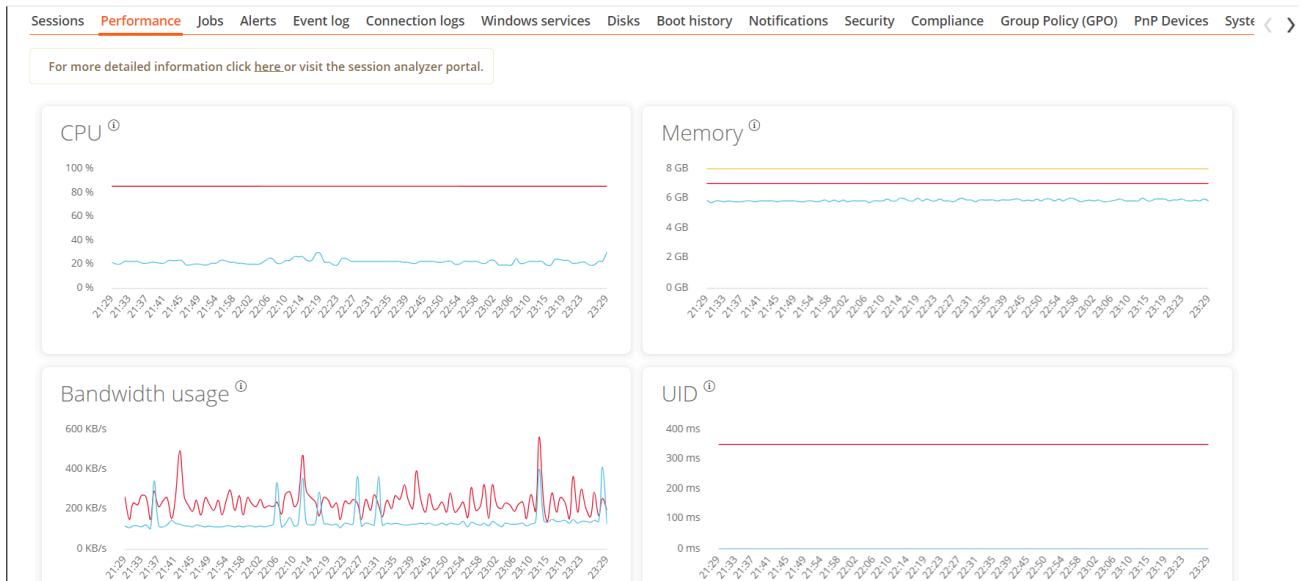 Sessions Performance Jobs Alerts Event log Connection logs Windows services Disks Boot history Notifications Security Compliance Group Policy (GPO) PnP Devices Syste
For more detailed information click here or visit the session analyzer portal.
CPU
100 %
80 %
60 %
40 %
20 %
0 %
21:29 21:33 21:37 21:41 21:45 21:49 21:54 21:58 22:02 22:06 22:10 22:14 22:19 22:23 22:27 22:31 22:35 22:39 22:45 22:50 22:54 22:58 23:02 23:06 23:10 23:15 23:19 23:23 23:29
Memory
8 GB
6 GB
4 GB
2 GB
0 GB
21:29 21:33 21:37 21:41 21:45 21:49 21:54 21:58 22:02 22:06 22:10 22:14 22:19 22:23 22:27 22:31 22:35 22:39 22:45 22:50 22:54 22:58 23:02 23:06 23:10 23:15 23:19 23:23 23:29
Bandwidth usage
600 KB/s
400 KB/s
200 KB/s
0 KB/s
21:29 21:33 21:37 21:41 21:45 21:49 21:54 21:58 22:02 22:06 22:10 22:14 22:19 22:23 22:27 22:31 22:35 22:39 22:45 22:50 22:54 22:58 23:02 23:06 23:10 23:15 23:19 23:23 23:29
UID
400 ms
300 ms
200 ms
100 ms
0 ms
21:29 21:33 21:37 21:41 21:45 21:49 21:54 21:58 22:02 22:06 22:10 22:14 22:19 22:23 22:27 22:31 22:35 22:39 22:45 22:50 22:54 22:58 23:02 23:06 23:10 23:15 23:19 23:23 23:29